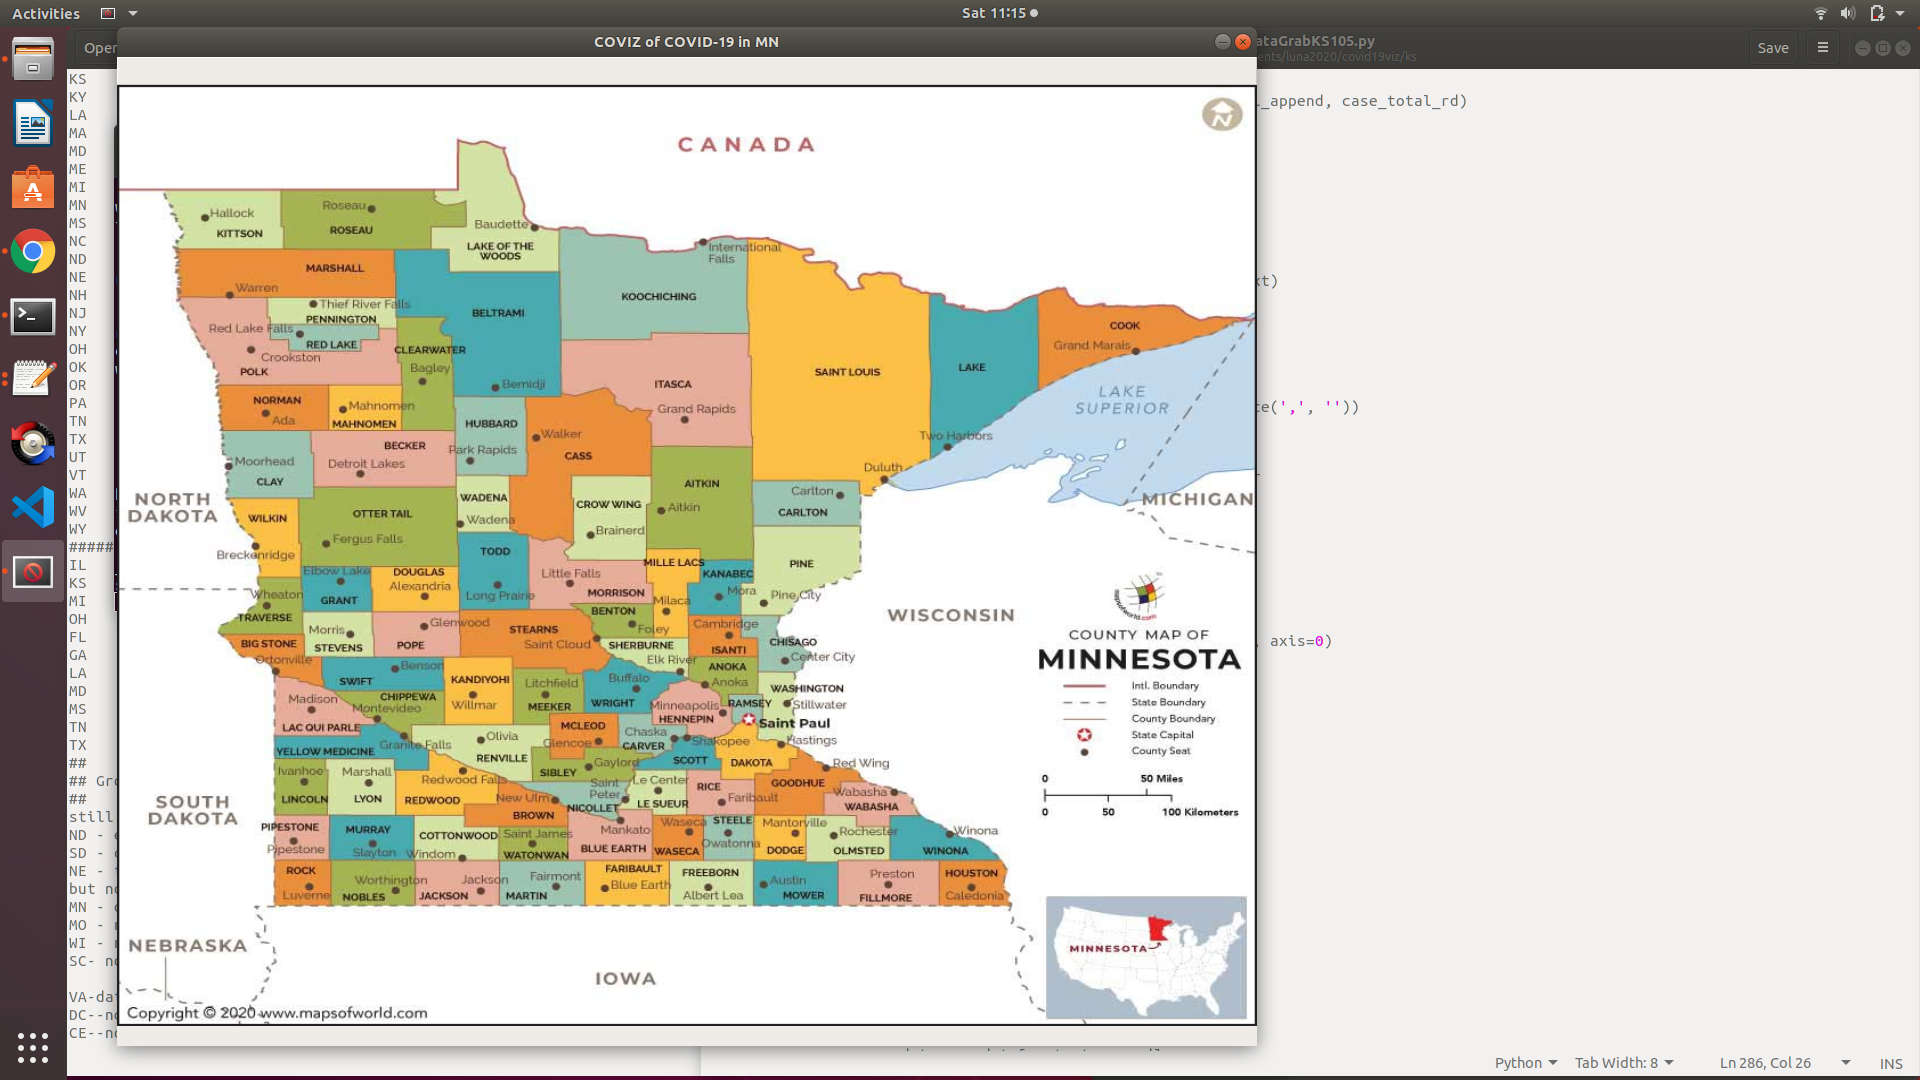 Activities
Sat 11:15
Oper
COVIZ of COVID-19 in MN
ataGrabKS105.py
ents/luna2020/covid19viz/ks
Save
KS
KY
LA
MA
MD
ME
MI
MN
MS
NC
ND
NE
NH
NJ
NY
OH
OK
OR
PA
TN
TX
UT
VT
WA
WV
WY
#####
IL
KS
MI
OH
FL
GA
LA
MD
MS
TN
TX
##
## Gro
##
still
ND - e
SD - 
NE - 
but no
MN - 
MO - 
WI - 
SC- no
VA-dat
DC--no
CE--no
_append, case_total_rd)
xt)
ce(',', ''))
, axis=0)
CANADA
N
Hallock
KITTSON
Roseau
ROSEAU
Baudette
LAKE OF THE
WOODS
International
Falls
KOOCHICHING
MARSHALL
Warren
Thief River Falls
PENNINGTON
BELTRAMI
Bemidji
Red Lake Falls
RED LAKE
Crookston
POLK
CLEARWATER
Bagley
SAINT LOUIS
LAKE
COOK
Grand Marais
LAKE
SUPERIOR
ITASCA
Grand Rapids
NORMAN
Ada
Mahnomen
MAHNOMEN
HUBBARD
Park Rapids
Walker
CASS
Two Harbors
Duluth
BECKER
Detroit Lakes
Moorhead
CLAY
NORTH
DAKOTA
WILKIN
Breckenridge
OTTER TAIL
Fergus Falls
WADENA
Wadena
CROW WING
Brainerd
AITKIN
Aitkin
Carlton
CARLTON
MICHIGAN
PINE
Pine City
TODD
Long Prairie
Little Falls
MORRISON
MILLE LACS
Milaca
KANABEC
Mora
Elbow Lake
GRANT
DOUGLAS
Alexandria
Wheaton
TRAVERSE
Morris
STEVENS
Glenwood
POPE
STEARNS
Saint Cloud
BENTON
Foley
SHERBURNE
Elk River
Cambridge
ISANTI
CHISAGO
Center City
WISCONSIN
BIG STONE
Ortonville
SWIFT
Benson
KANDIYOHI
Willmar
Litchfield
MEEKER
Buffalo
WRIGHT
ANOKA
Anoka
WASHINGTON
Stillwater
Madison
LAC QUI PARLE
CHIPPEWA
Montevideo
Minneapolis
HENNEPIN
RAMSEY
Saint Paul
MCLEOD
Glencoe
Chaska
CARVER
Shakopee
SCOTT
Hastings
DAKOTA
YELLOW MEDICINE
Granite Falls
Olivia
RENVILLE
SIBLEY
Gaylord
Red Wing
GOODHUE
Ivanhoe
LINCOLN
Marshall
LYON
Redwood Falls
REDWOOD
New Ulm
BROWN
Saint
Peter
NICOLLET
Le Center
LE SUEUR
RICE
Faribault
Wabasha
WABASHA
SOUTH
DAKOTA
PIPESTONE
Pipestone
MURRAY
Slayton
COTTONWOOD
Windom
Saint James
WATONWAN
Mankato
BLUE EARTH
Waseca
WASECA
STEELE
Owatonna
Mantorville
DODGE
Rochester
OLMSTED
Winona
WINONA
ROCK
Luverne
Worthington
NOBLES
Jackson
JACKSON
Fairmont
MARTIN
FARIBAULT
Blue Earth
FREEBORN
Albert Lea
Austin
MOWER
Preston
FILLMORE
HOUSTON
Caledonia
NEBRASKA
IOWA
mapsofworld.com
COUNTY MAP OF
MINNESOTA
Intl. Boundary
State Boundary
County Boundary
State Capital
County Seat
0 50 Miles
0 50 100 Kilometers
MINNESOTA
Copyright © 2020 www.mapsofworld.com
Python
Tab Width: 8
Ln 286, Col 26
INS